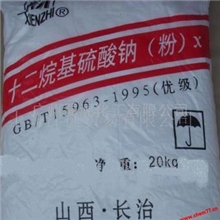 XIENZHI
十二烷基硫酸钠（粉）x
GB/T15963-1995(优级)
净 重：20kg
山西·长治